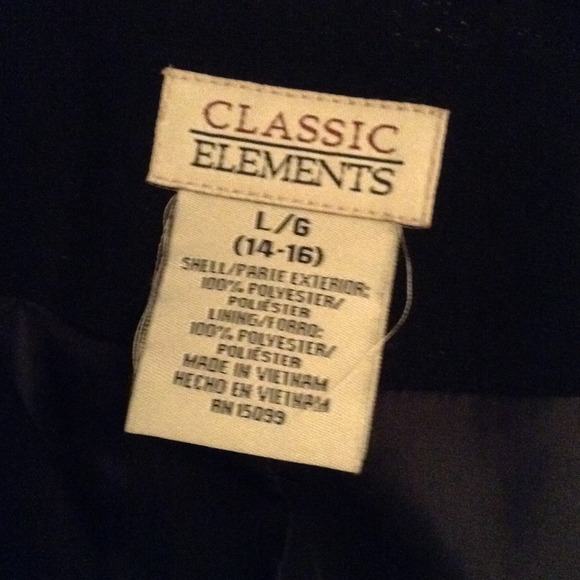 CLASSIC
ELEMENTS
L/G
(14-16)
SHELL/PARTE EXTERIOR:
100% POLYESTER/
POLIÉSTER
LINING/FORRO:
100% POLYESTER/
POLIÉSTER
MADE IN VIETNAM
HECHO EN VIETNAM
RN 15099